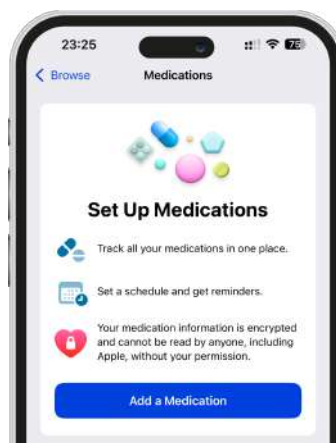 23:25
75
Browse
Medications
Set Up Medications
Track all your medications in one place.
Set a schedule and get reminders.
Your medication information is encrypted
and cannot be read by anyone, including
Apple, without your permission.
Add a Medication